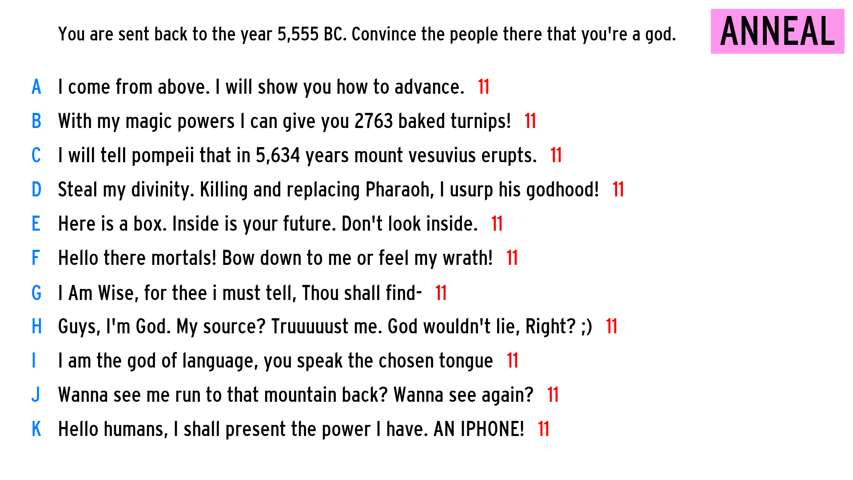 You are sent back to the year 5,555 BC. Convince the people there that you're a god.
ANNEAL
A I come from above. I will show you how to advance. 11
B With my magic powers I can give you 2763 baked turnips! 11
C I will tell pompeii that in 5,634 years mount vesuvius erupts. 11
D Steal my divinity. Killing and replacing Pharaoh, I usurp his godhood! 11
E Here is a box. Inside is your future. Don't look inside. 11
F Hello there mortals! Bow down to me or feel my wrath! 11
G I Am Wise, for thee i must tell, Thou shall find- 11
H Guys, I'm God. My source? Truuuuust me. God wouldn't lie, Right? ;) 11
I I am the god of language, you speak the chosen tongue 11
J Wanna see me run to that mountain back? Wanna see again? 11
K Hello humans, I shall present the power I have. AN IPHONE! 11